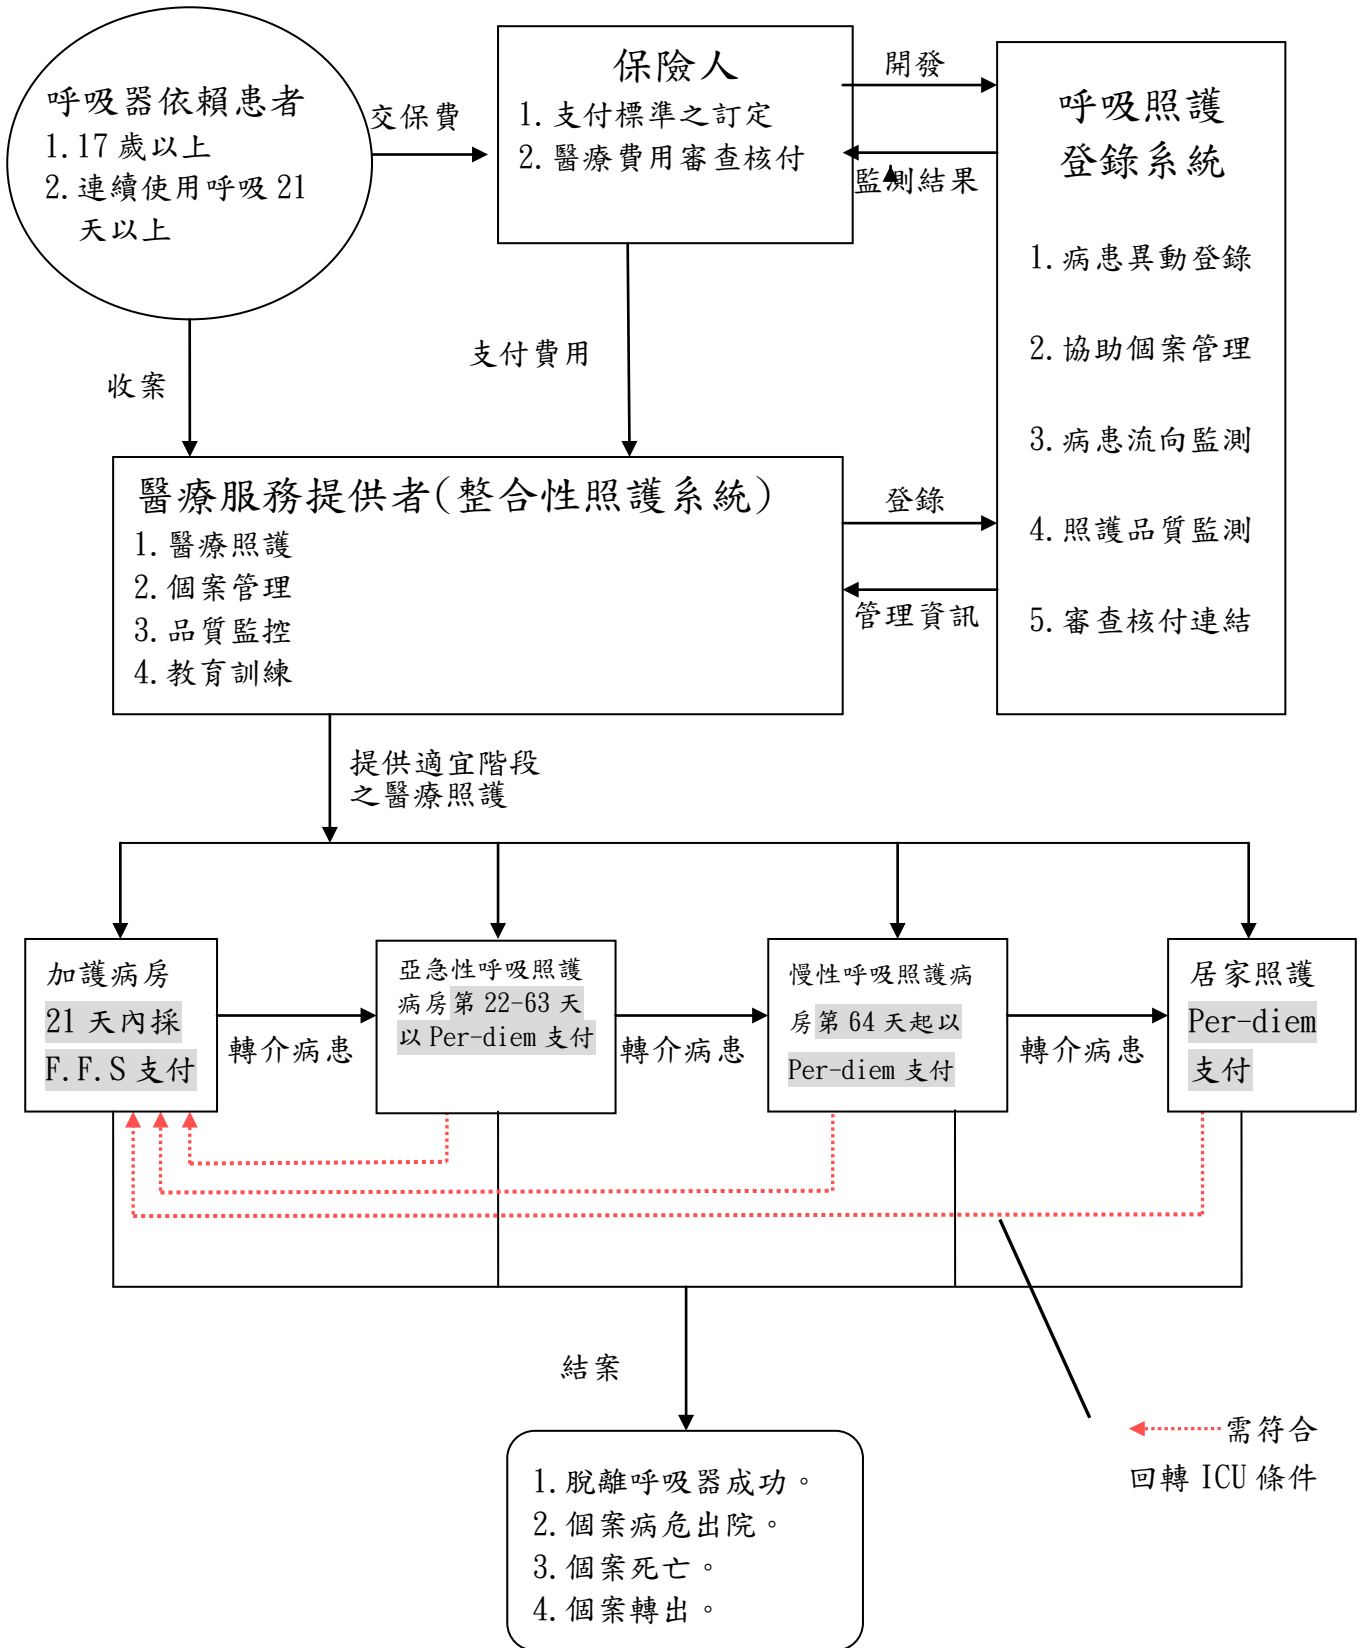 呼吸器依賴患者
1.17 歲以上
2.連續使用呼吸 21
天以上
交保費
保險人
1.支付標準之訂定
2.醫療費用審查核付
開發
監測結果
呼吸照護
登錄系統
1.病患異動登錄
2.協助個案管理
3.病患流向監測
4.照護品質監測
5.審查核付連結
收案
支付費用
醫療服務提供者(整合性照護系統)
1.醫療照護
2.個案管理
3.品質監控
4.教育訓練
登錄
管理資訊
提供適宜階段
之醫療照護
加護病房
21 天內採
F.F.S 支付
轉介病患
亞急性呼吸照護
病房第 22-63 天
以 Per-diem 支付
轉介病患
慢性呼吸照護病
房第 64 天起以
Per-diem 支付
轉介病患
居家照護
Per-diem
支付
結案
1.脫離呼吸器成功。
2.個案病危出院。
3.個案死亡。
4.個案轉出。
需符合
回轉 ICU 條件